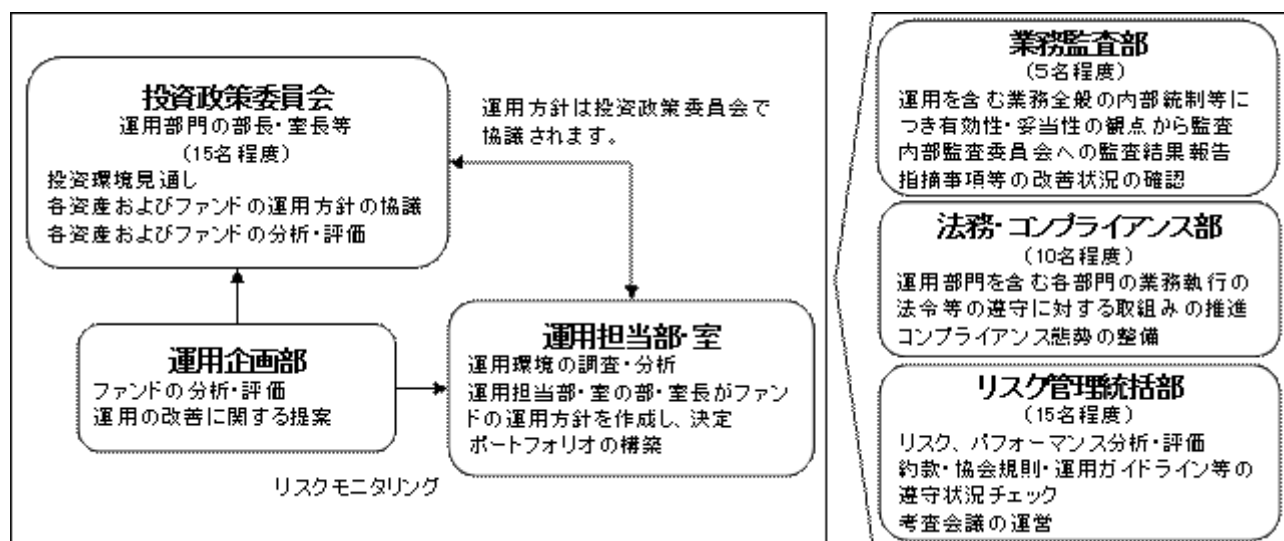 投資政策委員会
運用部門の部長・室長等
(15名程度)
投資環境見通し
各資産およびファンドの運用方針の協議
各資産およびファンドの分析・評価
運用方針は投資政策委員会で
協議されます。
運用企画部
ファンドの分析・評価
運用の改善に関する提案
運用担当部・室
運用環境の調査・分析
運用担当部・室の部・室長がファン
ドの運用方針を作成し、決定
ポートフォリオの構築
リスクモニタリング
業務監査部
(5名程度)
運用を含む業務全般の内部統制等に
つき有効性・妥当性の観点から監査
内部監査委員会への監査結果報告
指摘事項等の改善状況の確認
法務・コンプライアンス部
(10名程度)
運用部門を含む各部門の業務執行の
法令等の遵守に対する取組みの推進
コンプライアンス態勢の整備
リスク管理統括部
(15名程度)
リスク、パフォーマンス分析・評価
約款・協会規則・運用ガイドライン等の
遵守状況チェック
考査会議の運営